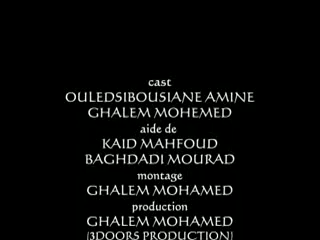 cast
OULEDSIBOUSIANE AMINE
GHALEM MOHEMED
aide de
KAID MAHFOUD
BAGHDADI MOURAD
montage
GHALEM MOHAMED
production
GHALEM MOHAMED
(3DOORS PRODUCTION)